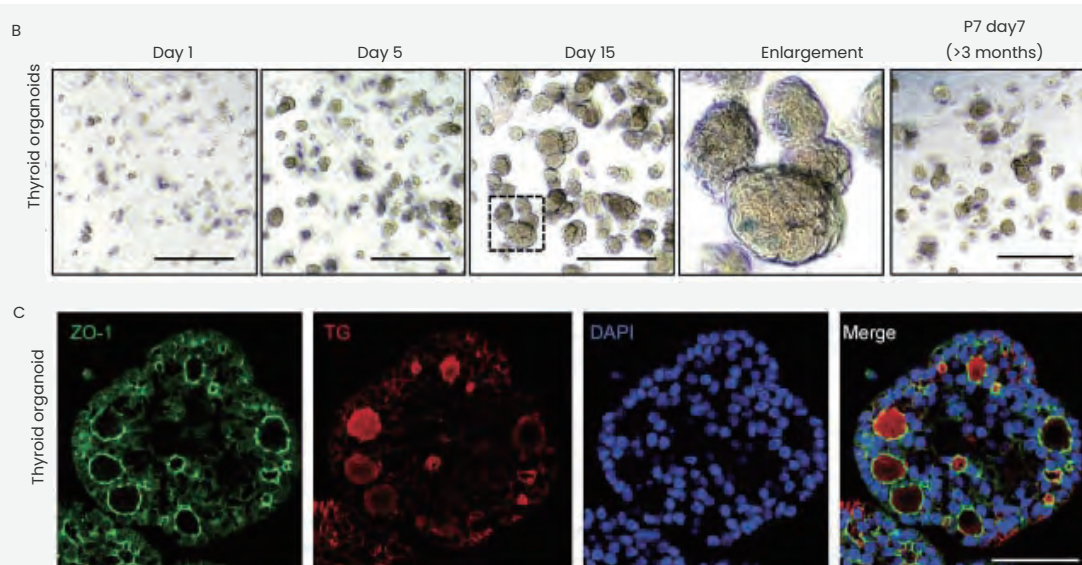 B
Thyroid organoids
Day 1
Day 5
Day 15
Enlargement
P7 day7
(>3 months)
C
Thyroid organoid
ZO-1
TG
DAPI
Merge